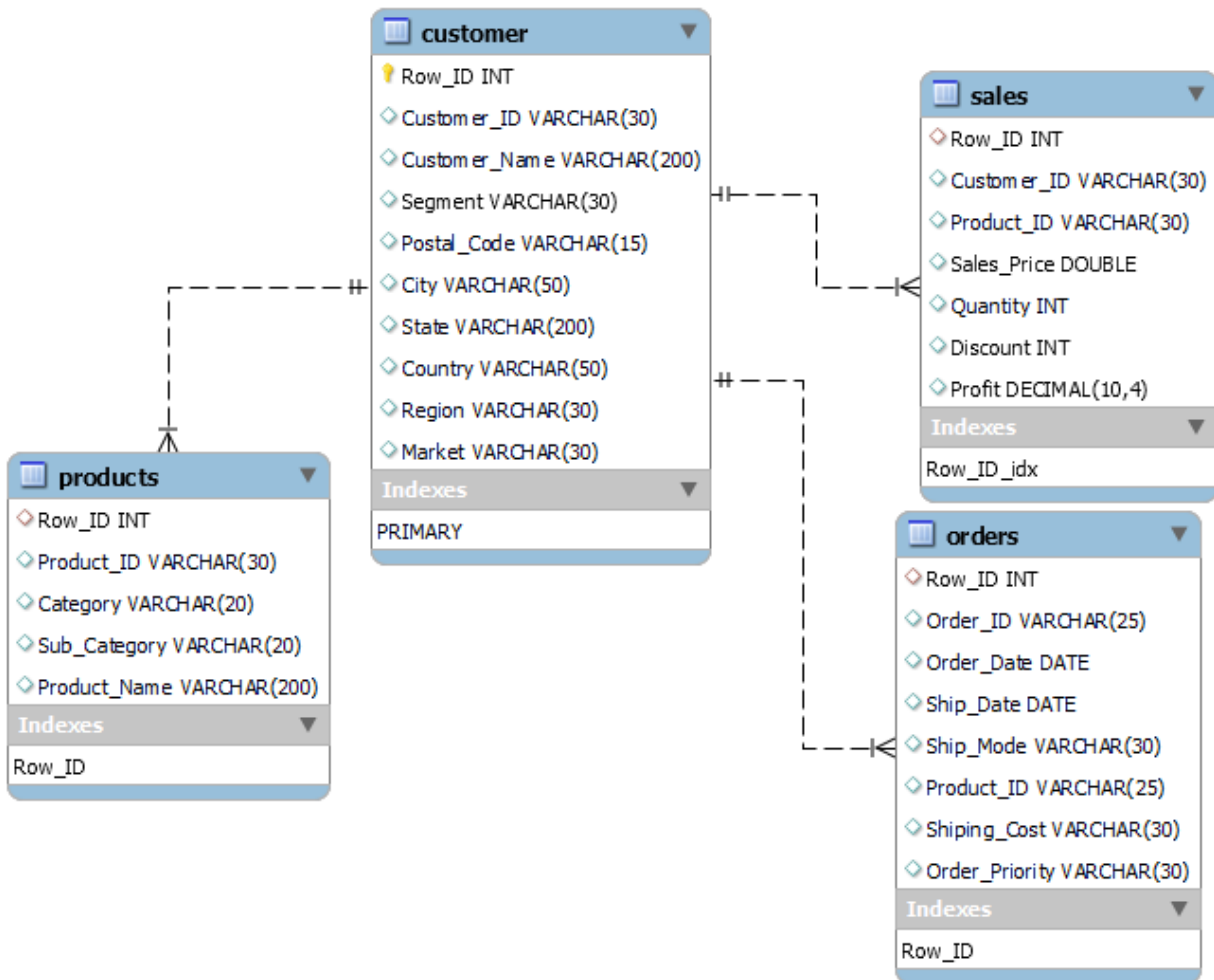 customer
Row_ID INT
Customer_ID VARCHAR(30)
Customer_Name VARCHAR(200)
Segment VARCHAR(30)
Postal_Code VARCHAR(15)
City VARCHAR(50)
State VARCHAR(200)
Country VARCHAR(50)
Region VARCHAR(30)
Market VARCHAR(30)
Indexes
PRIMARY
sales
Row_ID INT
Customer_ID VARCHAR(30)
Product_ID VARCHAR(30)
Sales_Price DOUBLE
Quantity INT
Discount INT
Profit DECIMAL(10,4)
Indexes
Row_ID_idx
products
Row_ID INT
Product_ID VARCHAR(30)
Category VARCHAR(20)
Sub_Category VARCHAR(20)
Product_Name VARCHAR(200)
Indexes
Row_ID
orders
Row_ID INT
Order_ID VARCHAR(25)
Order_Date DATE
Ship_Date DATE
Ship_Mode VARCHAR(30)
Product_ID VARCHAR(25)
Shiping_Cost VARCHAR(30)
Order_Priority VARCHAR(30)
Indexes
Row_ID